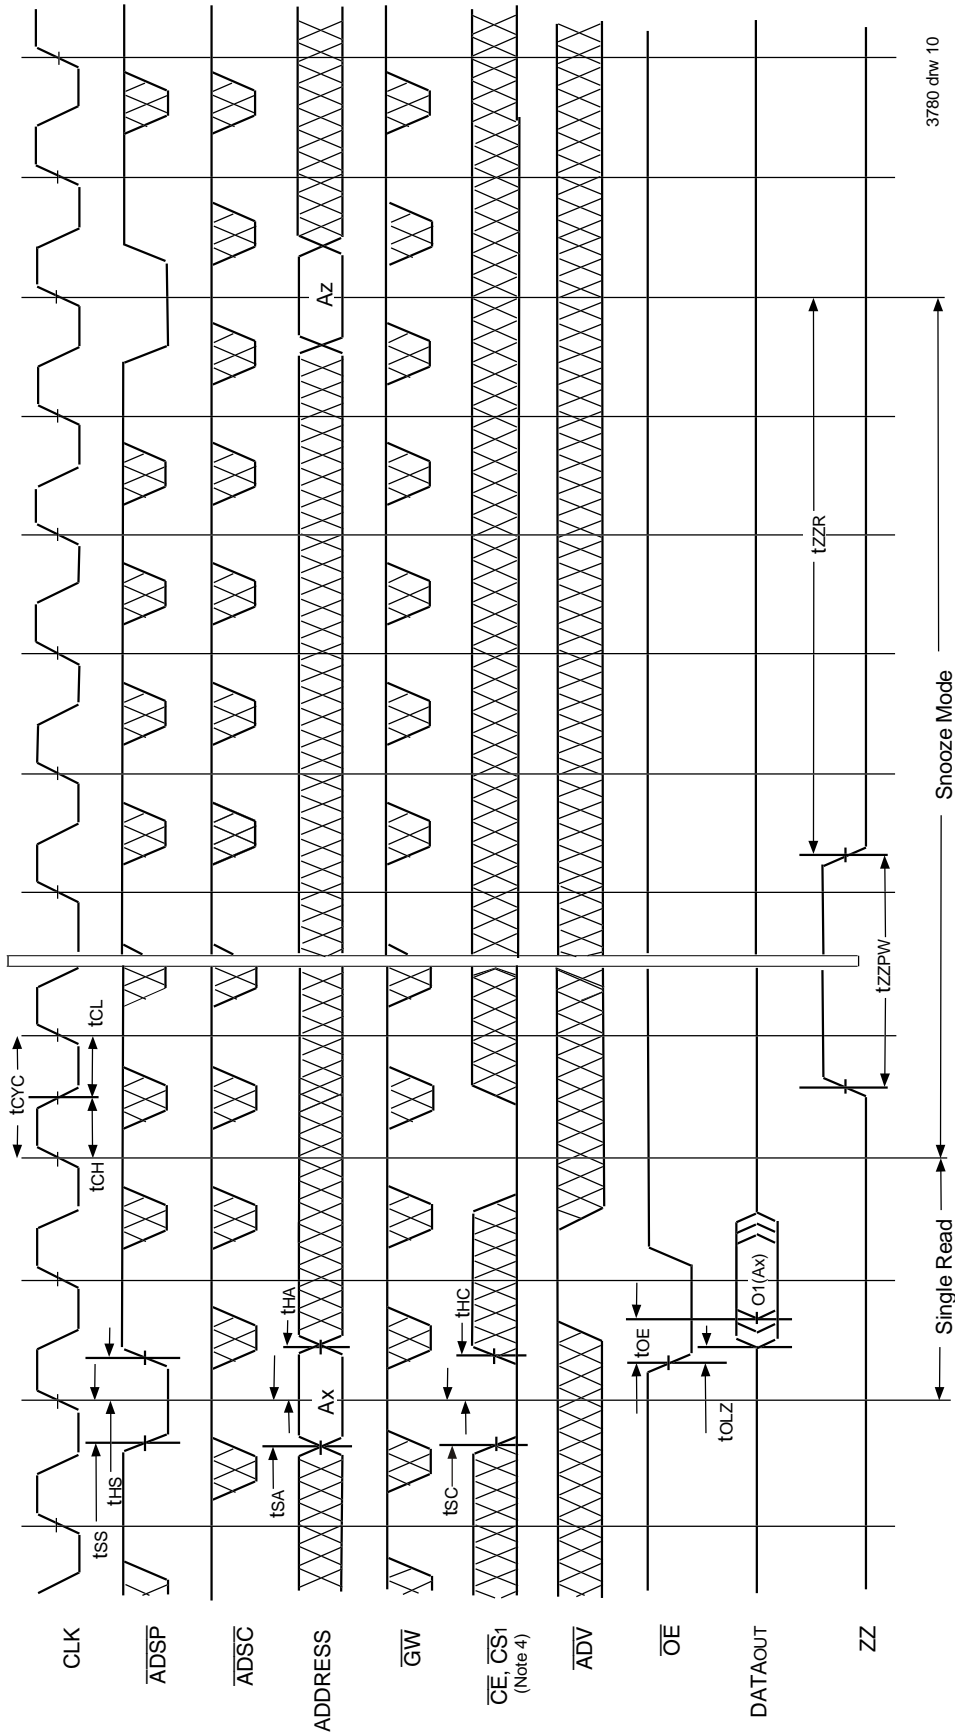 CLK
tCYC
tSS
tHS
tCH
tCL
ADSP
ADSC
ADDRESS
tSA
tHA
Ax
Az
GW
CE, CS1
(Note 4)
tSC
tHC
ADV
OE
tOE
tOLZ
DATAOUT
O1(Ax)
tZZR
ZZ
tZZPW
Single Read
Snooze Mode
3780 drw 10